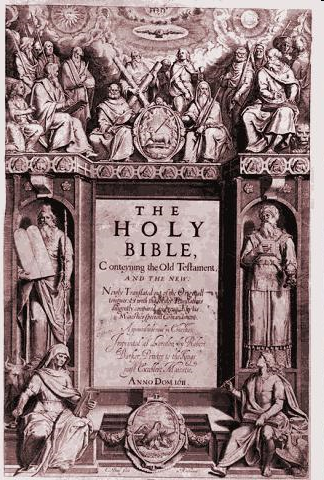 THE
HOLY
BIBLE,
Conteyning the Old Testament,
AND THE NEW:
Newly Translated out of the Originall
tongues: & with the former Translations
diligently compared and reuised, by his
Maiesties speciall Comandement.
Appointed to be read in Churches.
Imprinted at London by Robert
Barker, Printer to the Kings
most Excellent Maiestie.
ANNO DOM. 1611